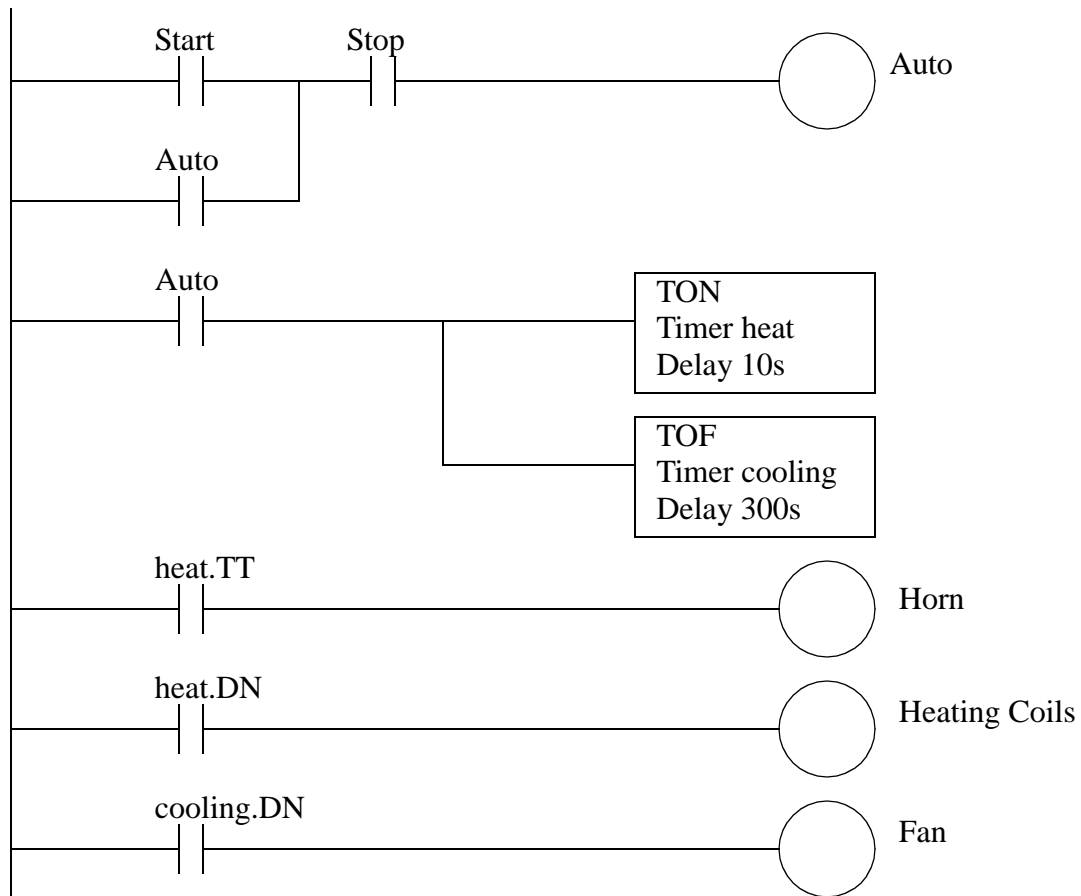 Start
Stop
Auto
Auto
Auto
TON
Timer heat
Delay 10s
TOF
Timer cooling
Delay 300s
heat.TT
Horn
heat.DN
Heating Coils
cooling.DN
Fan